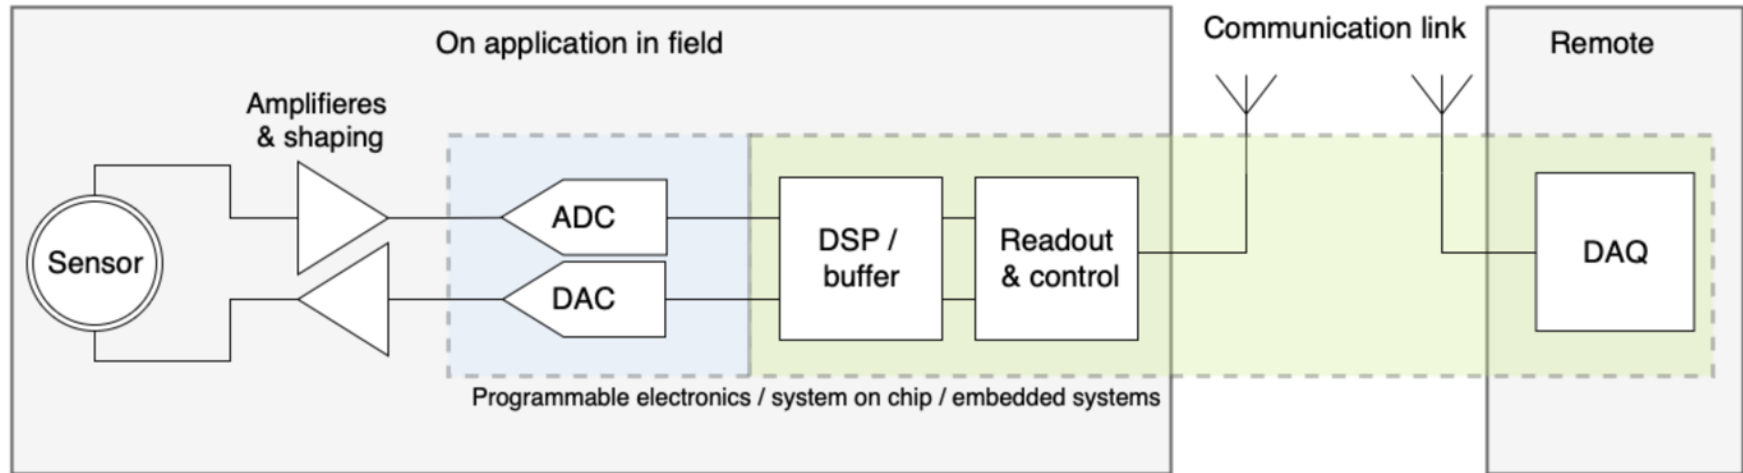 On application in field
Communication link
Remote
Amplifieres
& shaping
Sensor
ADC
DAC
DSP /
buffer
Readout
& control
DAQ
Programmable electronics / system on chip / embedded systems